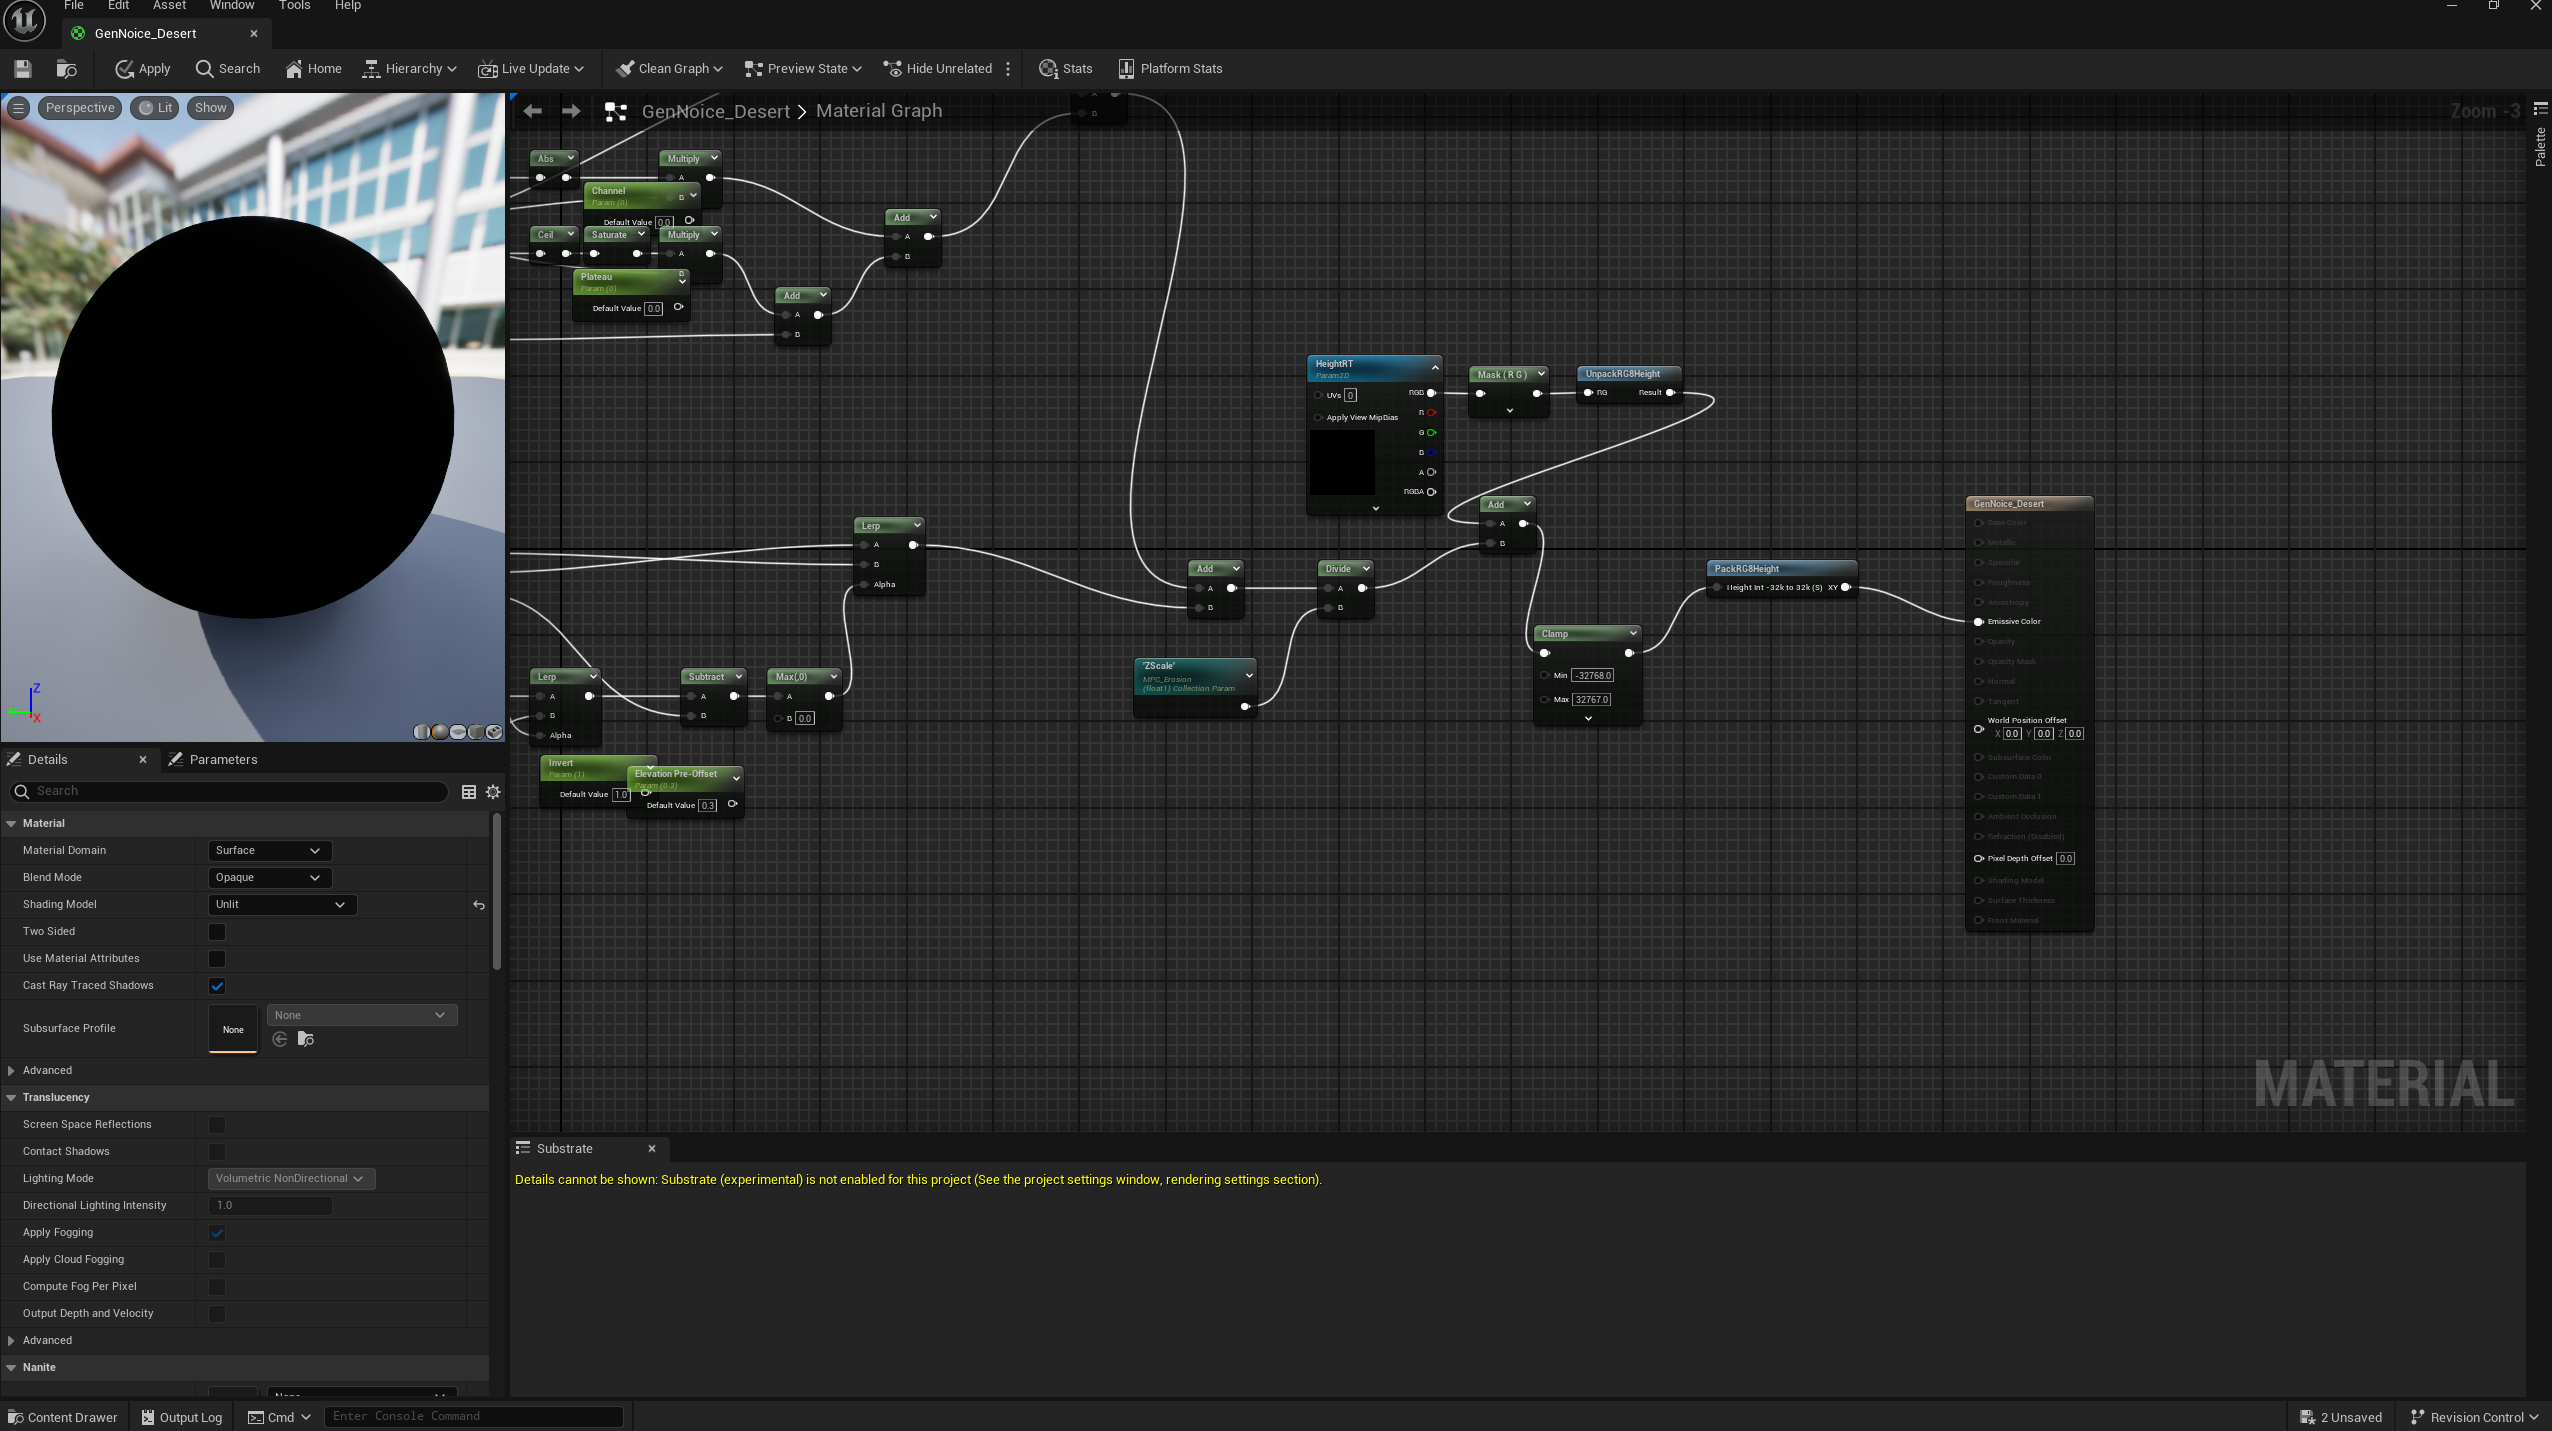 File Edit Asset Window Tools Help
GenNoice_Desert
Apply Search Home Hierarchy Live Update Clean Graph Preview State Hide Unrelated Stats Platform Stats
Perspective Lit Show
GenNoice_Desert > Material Graph
Zoom -3
Palette
Abs
Multiply
A
B
Channel
Param (0)
Default Value 0.0
Ceil
Saturate
Multiply
A
B
Plateau
Param (0)
Default Value 0.0
Add
A
B
Add
A
B
A
B
HeightRT
Param2D
UVs 0
Apply View MipBias
RGB
R
G
B
A
RGBA
Mask ( R G )
UnpackRG8Height
RG Result
Add
A
B
Lerp
A
B
Alpha
Add
A
B
Divide
A
B
PackRG8Height
Height Int -32k to 32k (S) XY
Clamp
Min -32768.0
Max 32767.0
'ZScale'
MPC_Erosion
(float1) Collection Param
Lerp
A
B
Alpha
Subtract
A
B
Max(,0)
A
B 0.0
Invert
Param (1)
Default Value 1.0
Elevation Pre-Offset
Param (0.3)
Default Value 0.3
GenNoice_Desert
Base Color
Metallic
Specular
Roughness
Anisotropy
Emissive Color
Opacity
Opacity Mask
Normal
Tangent
World Position Offset
X 0.0 Y 0.0 Z 0.0
Subsurface Color
Custom Data 0
Custom Data 1
Ambient Occlusion
Refraction (Disabled)
Pixel Depth Offset 0.0
Shading Model
Surface Thickness
Front Material
MATERIAL
Z
X
Details
Parameters
Search
Material
Material Domain Surface
Blend Mode Opaque
Shading Model Unlit
Two Sided
Use Material Attributes
Cast Ray Traced Shadows
Subsurface Profile None None
Advanced
Translucency
Screen Space Reflections
Contact Shadows
Lighting Mode Volumetric NonDirectional
Directional Lighting Intensity 1.0
Apply Fogging
Apply Cloud Fogging
Compute Fog Per Pixel
Output Depth and Velocity
Advanced
Nanite
None
Substrate
Details cannot be shown: Substrate (experimental) is not enabled for this project (See the project settings window, rendering settings section).
Content Drawer Output Log Cmd Enter Console Command 2 Unsaved Revision Control